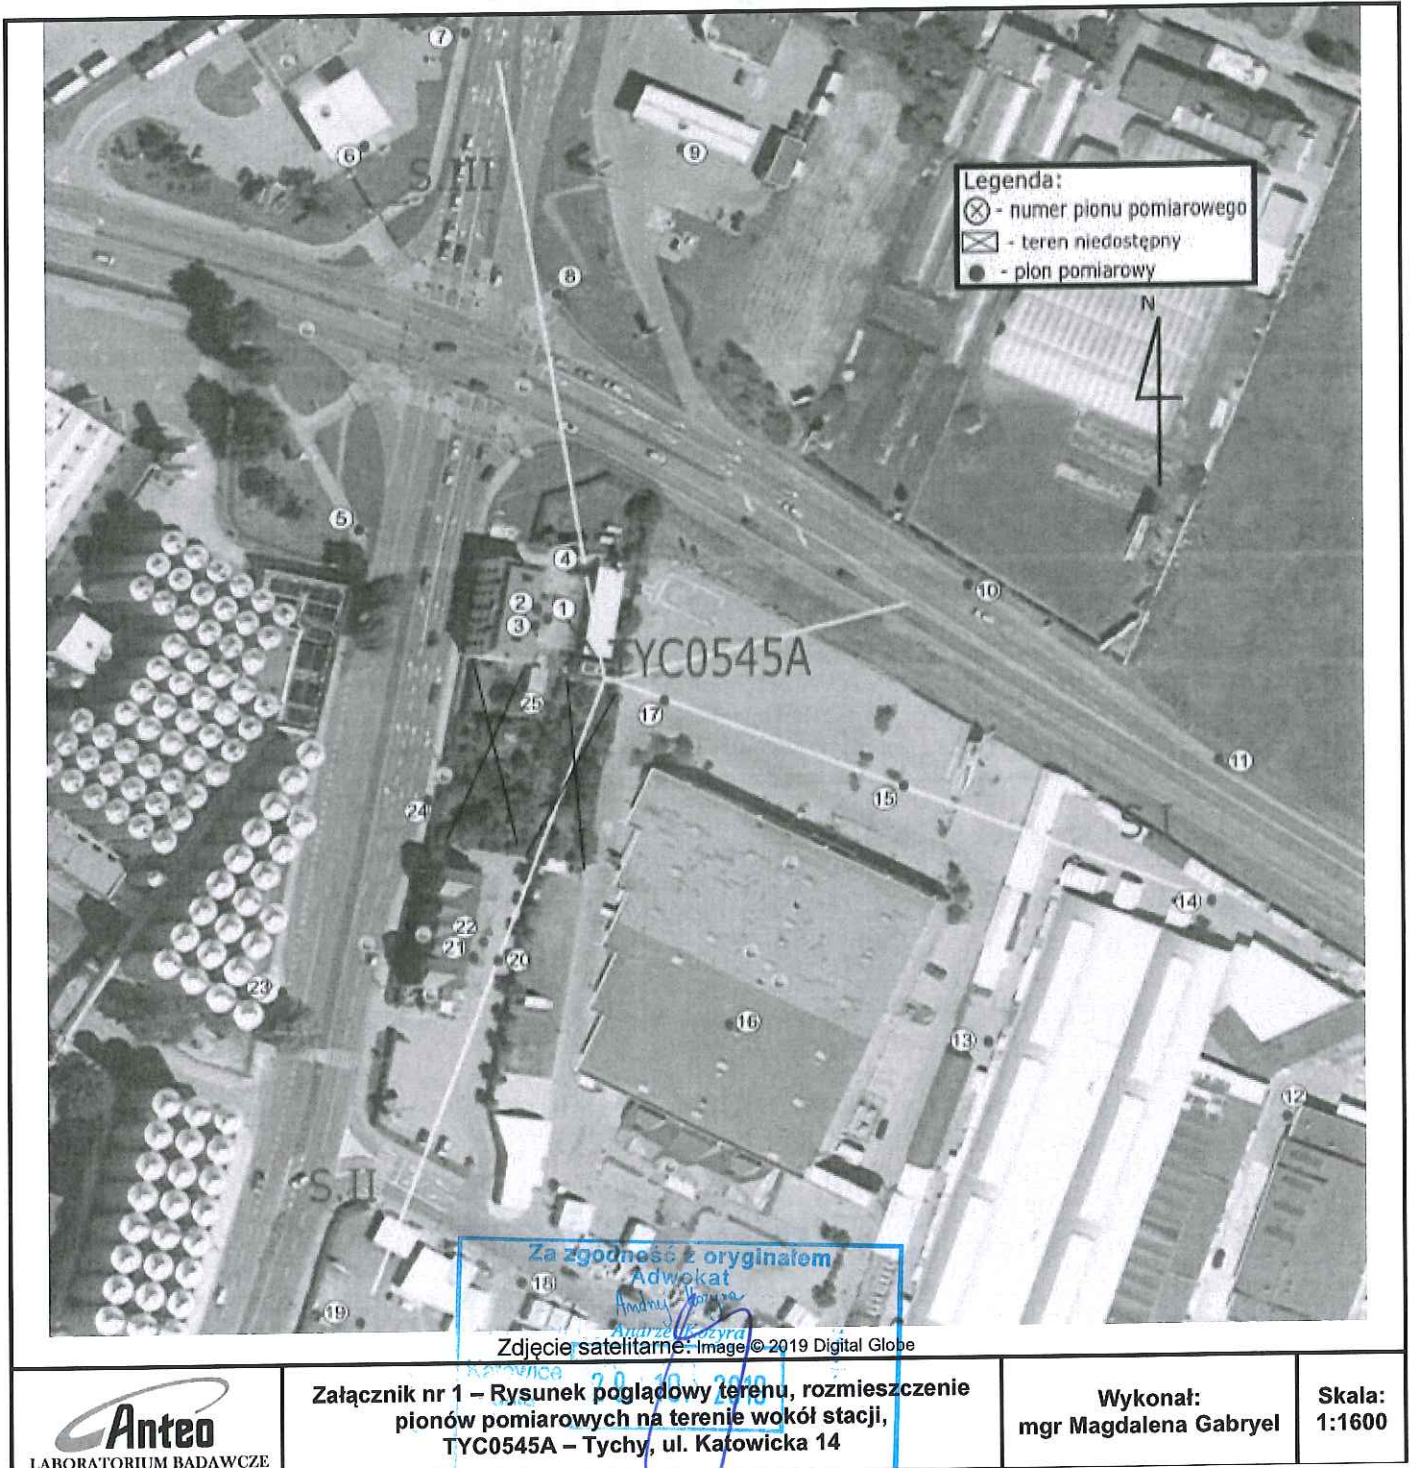 7
6
S.III
9
Legenda:
- numer pionu pomiarowego
- teren niedostępny
- pion pomiarowy
N
8
5
4
2
1
3
10
TYC0545A
25
17
11
15
24
S.I
14
22
21
20
23
16
13
12
S.II
18
19
Za zgodność z oryginałem
Adwokat
Andrzej Kozyra
Zdjęcie satelitarne: Image © 2019 Digital Globe
Katowice
Załącznik nr 1 – Rysunek poglądowy terenu, rozmieszczenie
pionów pomiarowych na terenie wokół stacji,
TYC0545A – Tychy, ul. Katowicka 14
Wykonał:
mgr Magdalena Gabryel
Skala:
1:1600
Anteo
LABORATORIUM BADAWCZE